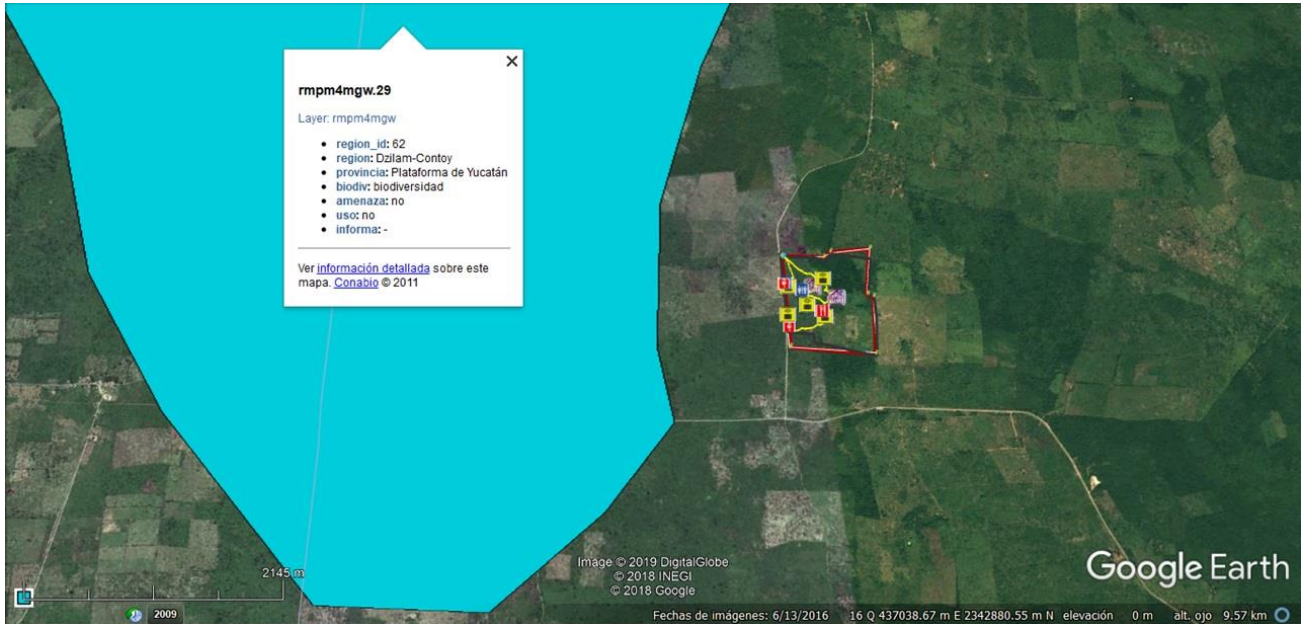 rmpm4mgw.29
Layer: rmpm4mgw
region_id: 62
region: Dzilam-Contoy
provincia: Plataforma de Yucatán
biodiv: biodiversidad
amenaza: no
uso: no
informa: -
Ver información detallada sobre este
mapa. Conabio © 2011
2145 m
Image © 2019 DigitalGlobe
© 2018 INEGI
© 2018 Google
Google Earth
2009
Fechas de imágenes: 6/13/2016 16 Q 437038.67 m E 2342880.55 m N elevación 0 m alt. ojo 9.57 km